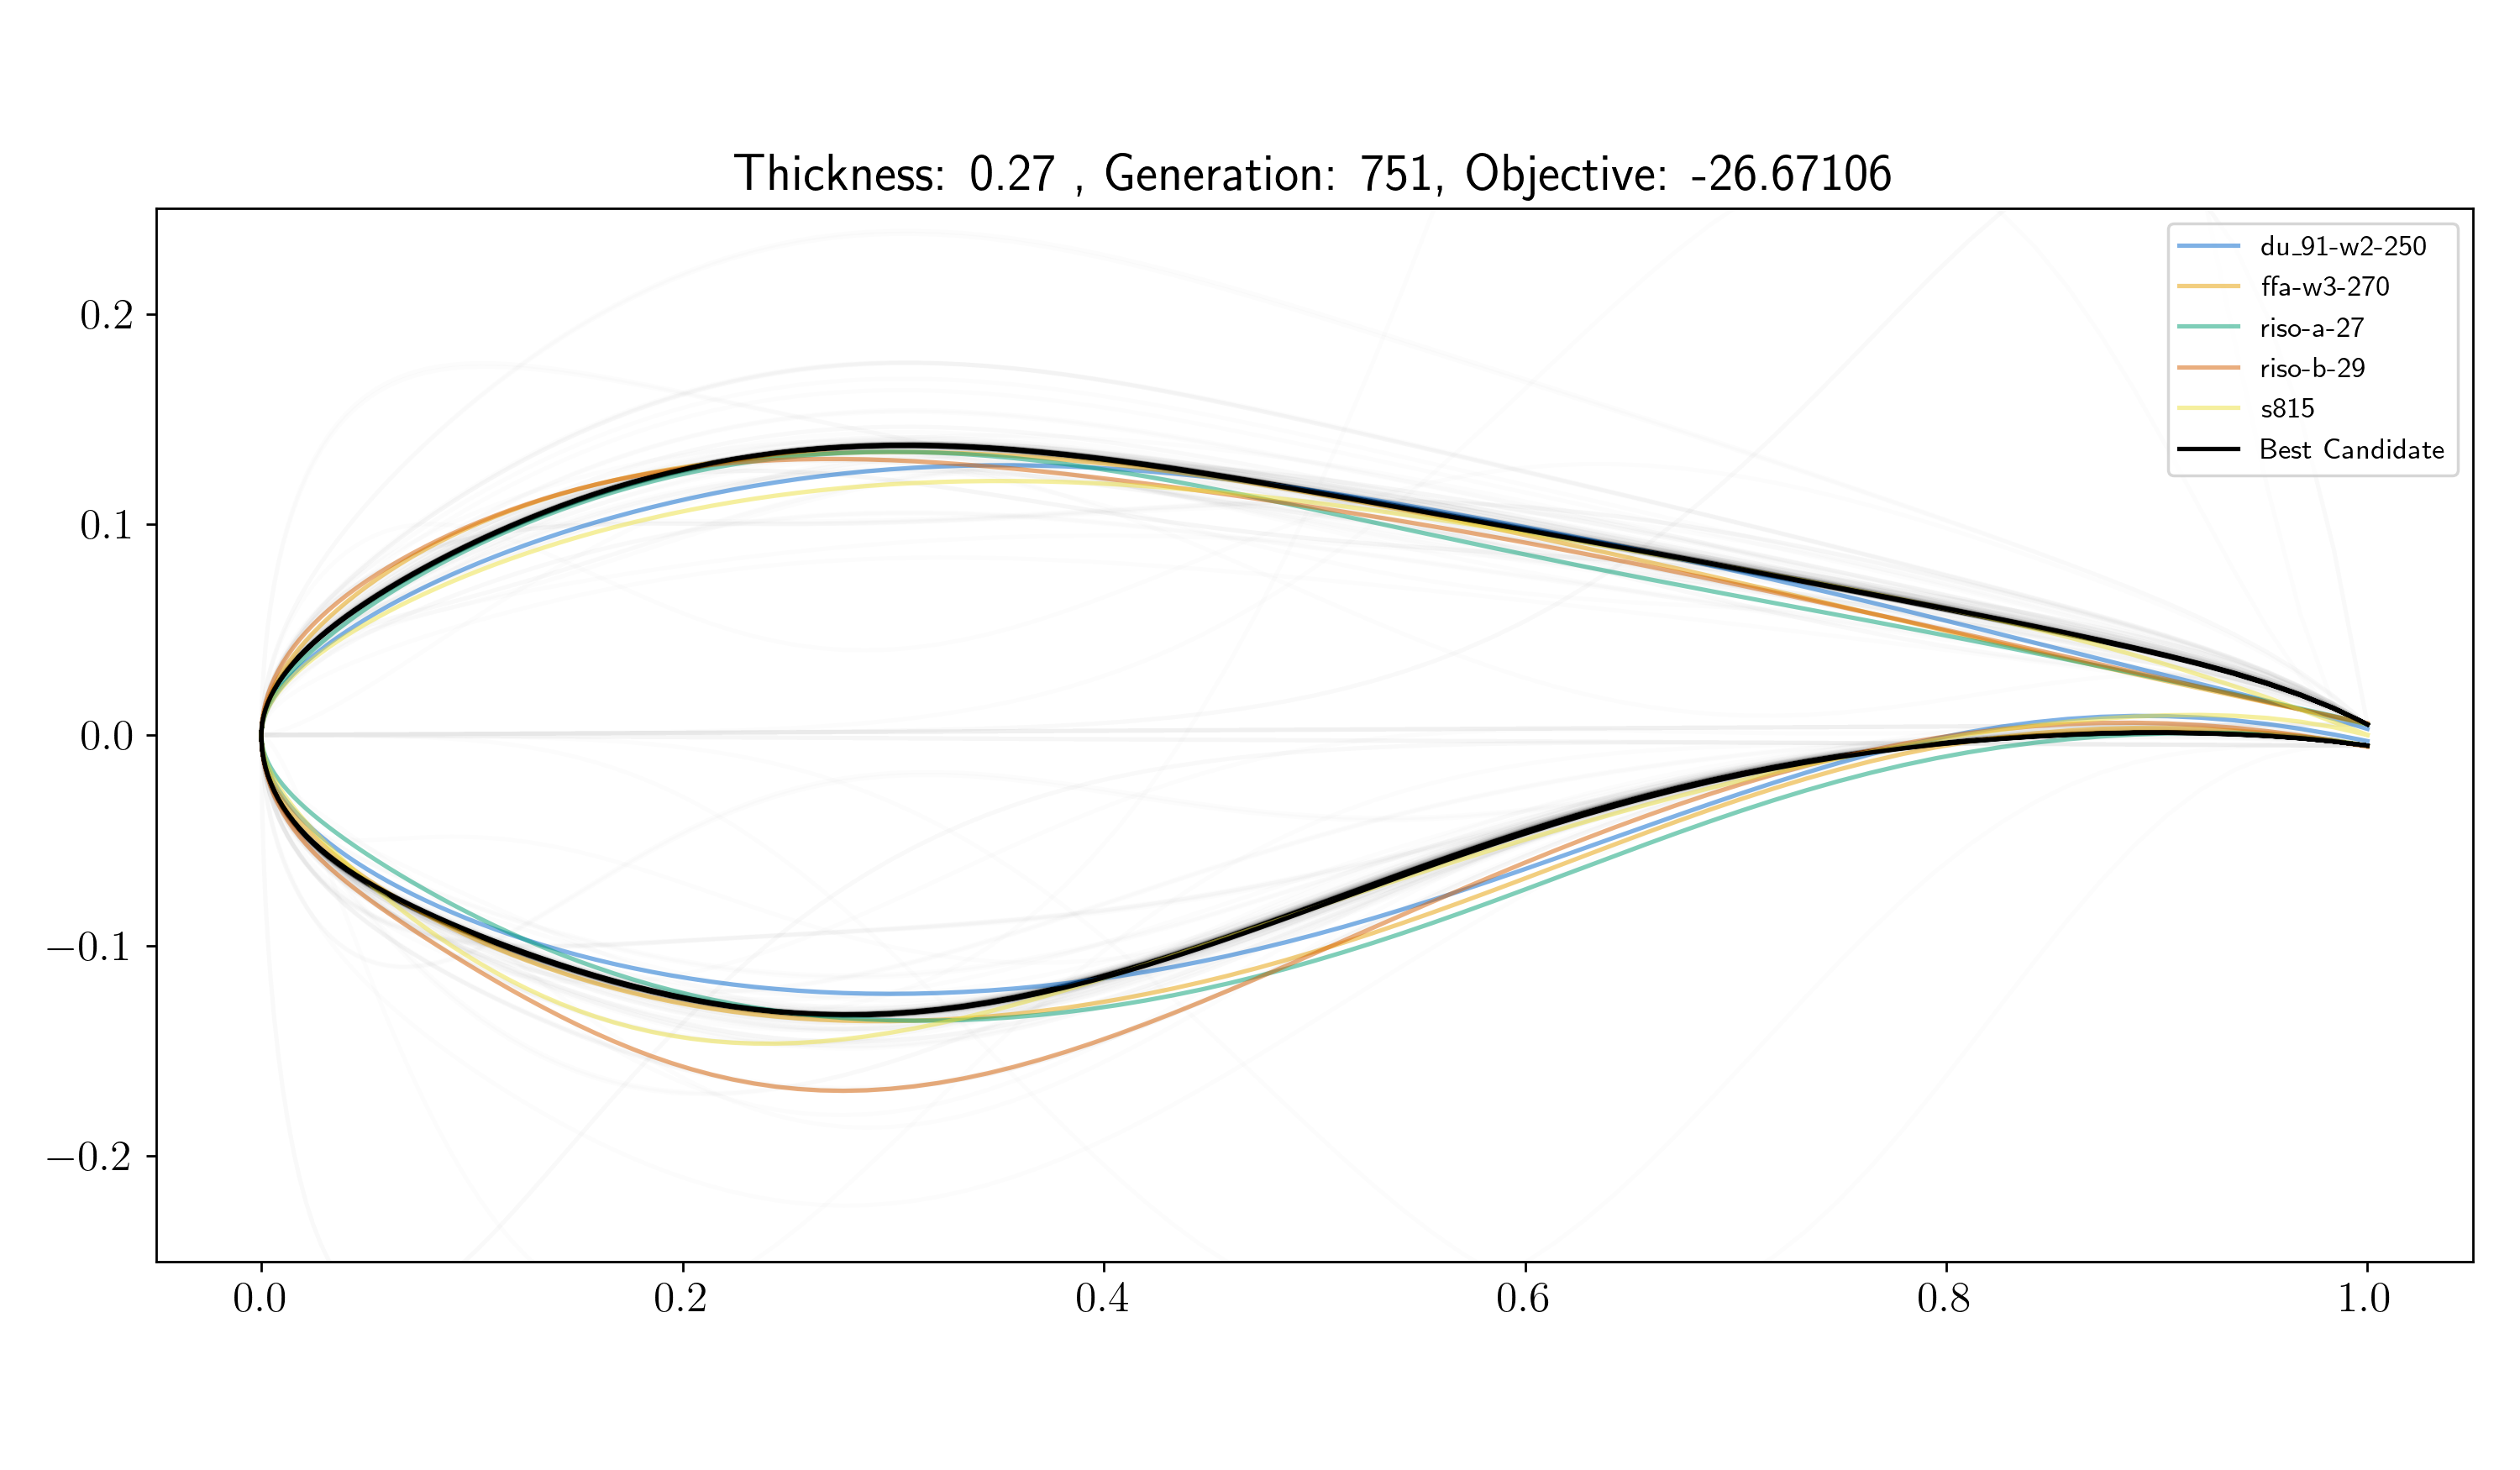 Thickness: 0.27 , Generation: 751, Objective: -26.67106
du_91-w2-250
ffa-w3-270
riso-a-27
riso-b-29
s815
Best Candidate
0.2
0.1
0.0
−0.1
−0.2
0.0 0.2 0.4 0.6 0.8 1.0